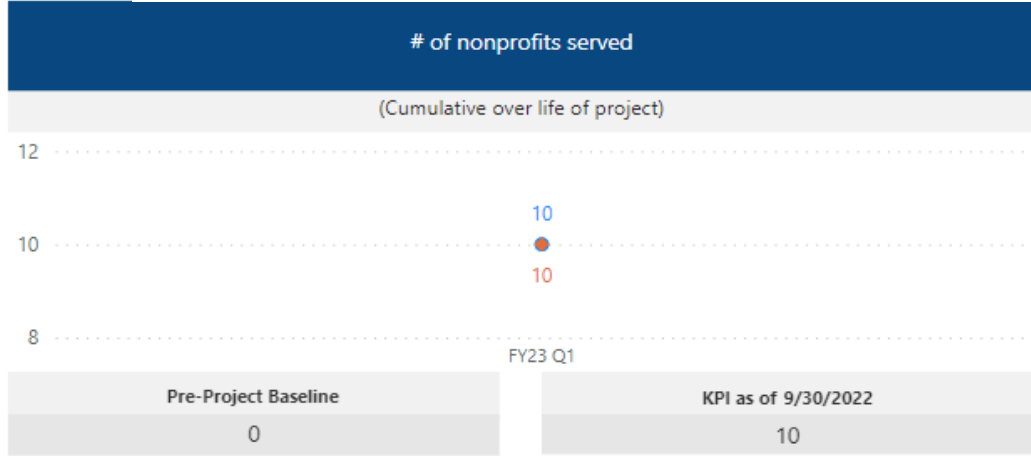 # of nonprofits served
(Cumulative over life of project)
12
10
10
10
8
FY23 Q1
Pre-Project Baseline
KPI as of 9/30/2022
0
10